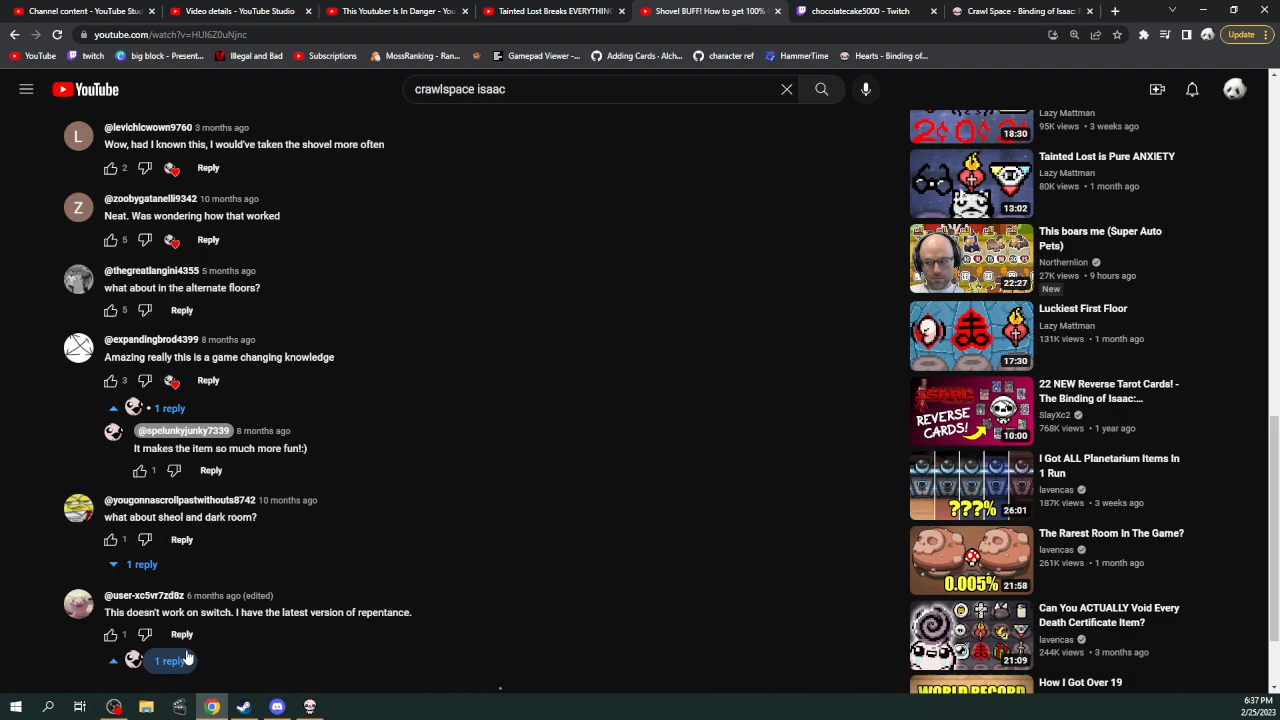 Channel content - YouTube Stud
Video details - YouTube Studio
This Youtuber Is In Danger - You
Tainted Lost Breaks EVERYTHING
Shovel BUFF! How to get 100%
chocolatecake5000 - Twitch
Crawl Space - Binding of Isaac: R
youtube.com/watch?v=HUI6Z0uNjnc
Update
YouTube
twitch
big block - Present...
Illegal and Bad
Subscriptions
MossRanking - Ran...
Gamepad Viewer -...
Adding Cards · Alch...
character ref
HammerTime
Hearts - Binding of...
YouTube
crawlspace isaac
@levichicwown9760 3 months ago
Wow, had I known this, I would've taken the shovel more often
2 Reply
@zoobygatanelli9342 10 months ago
Neat. Was wondering how that worked
5 Reply
@thegreatlangini4355 5 months ago
what about in the alternate floors?
5 Reply
@expandingbrod4399 8 months ago
Amazing really this is a game changing knowledge
3 Reply
• 1 reply
@spelunkyjunky7339 8 months ago
It makes the item so much more fun!:)
1 Reply
@yougonnascrollpastwithouts8742 10 months ago
what about sheol and dark room?
1 Reply
1 reply
@user-xc5vr7zd8z 6 months ago (edited)
This doesn't work on switch. I have the latest version of repentance.
1 Reply
1 reply
2¢ 0¢
18:30
Lazy Mattman
95K views • 3 weeks ago
13:02
Tainted Lost is Pure ANXIETY
Lazy Mattman
80K views • 1 month ago
22:27
This boars me (Super Auto
Pets)
Northernlion
27K views • 9 hours ago
New
17:30
Luckiest First Floor
Lazy Mattman
131K views • 1 month ago
ISAAC
REVERSE
CARDS!
10:00
22 NEW Reverse Tarot Cards! -
The Binding of Isaac:...
SlayXc2
768K views • 1 year ago
???%
26:01
I Got ALL Planetarium Items In
1 Run
lavencas
187K views • 3 weeks ago
0.005%
21:58
The Rarest Room In The Game?
lavencas
261K views • 1 month ago
21:09
Can You ACTUALLY Void Every
Death Certificate Item?
lavencas
244K views • 3 months ago
WORLD RECORD
How I Got Over 19
6:37 PM
2/25/2023